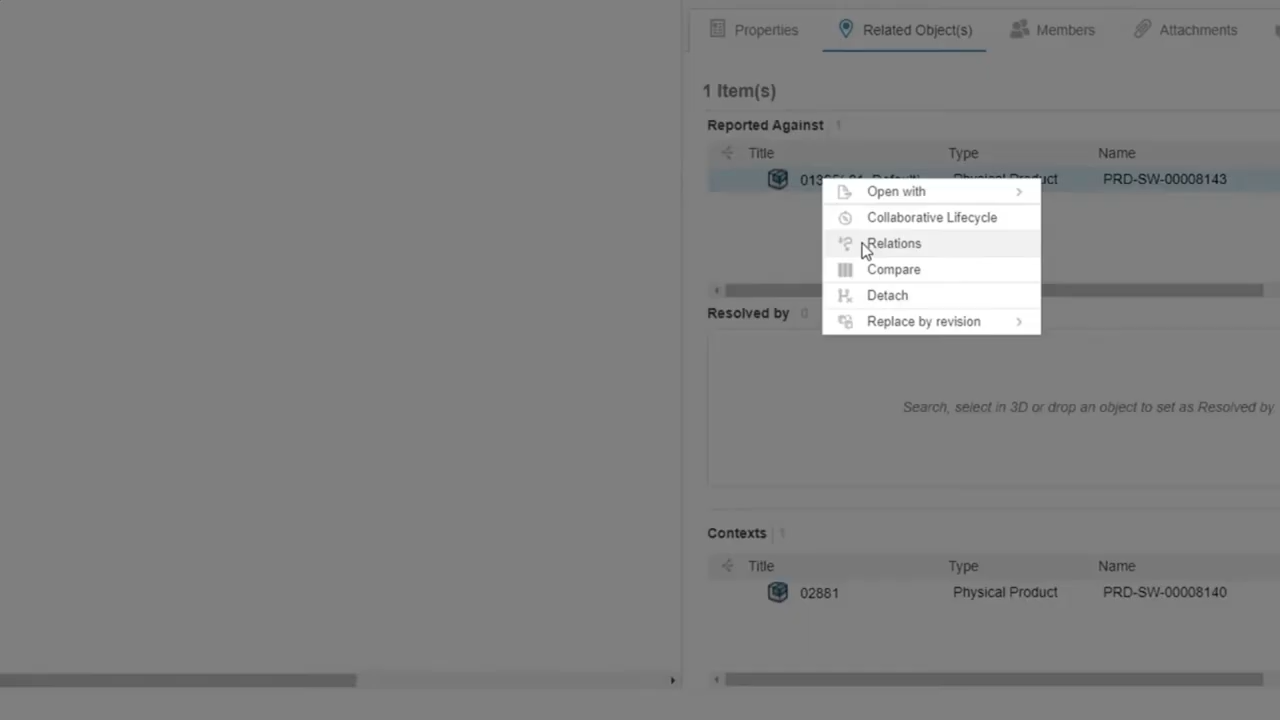 Properties
Related Object(s)
Members
Attachments
1 Item(s)
Reported Against 1
Title Type Name
PRD-SW-00008143
Open with
Collaborative Lifecycle
Relations
Compare
Detach
Replace by revision
Resolved by 0
Search, select in 3D or drop an object to set as Resolved by
Contexts 1
Title Type Name
02881 Physical Product PRD-SW-00008140